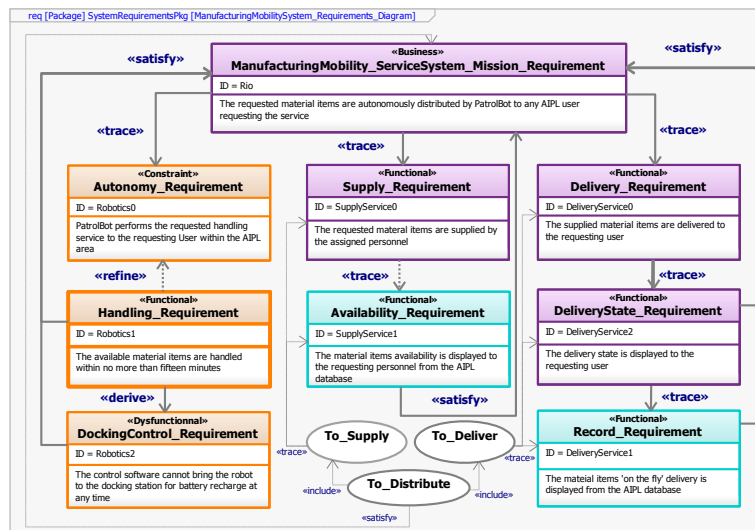 req [Package] SystemRequirementsPkg [ManufacturingMobilitySystem_Requirements_Diagram]
«Business»
ManufacturingMobility_ServiceSystem_Mission_Requirement
ID = Rio
The requested material items are autonomously distributed by PatrolBot to any AIPL user
requesting the service
«satisfy»
«satisfy»
«trace»
«trace»
«trace»
«Constraint»
Autonomy_Requirement
ID = Robotics0
PatrolBot performs the requested handling
service to the requesting User within the AIPL
area
«Functional»
Supply_Requirement
ID = SupplyService0
The requested mateial items are supplied by
the assigned personnel
«Functional»
Delivery_Requirement
ID = DeliveryService0
The supplied material items are delivered to
the requesting user
«refine»
«trace»
«trace»
«Functional»
Handling_Requirement
ID = Robotics1
The available material items are handled
within no more than fifteen minutes
«Functional»
Availability_Requirement
ID = SupplyService1
The material items availability is displayed to
the requesting personnel from the AIPL
database
«Functional»
DeliveryState_Requirement
ID = DeliveryService2
The delivery state is displayed to the
requesting user
«derive»
«satisfy»
«trace»
«Dysfunctionnal»
DockingControl_Requirement
ID = Robotics2
The control software cannot bring the robot
to the docking station for battery recharge at
any time
To_Supply
To_Deliver
«trace»
«trace»
To_Distribute
«include»
«include»
«satisfy»
«Functional»
Record_Requirement
ID = DeliveryService1
The mateial items 'on the fly' delivery is
displayed from the AIPL database